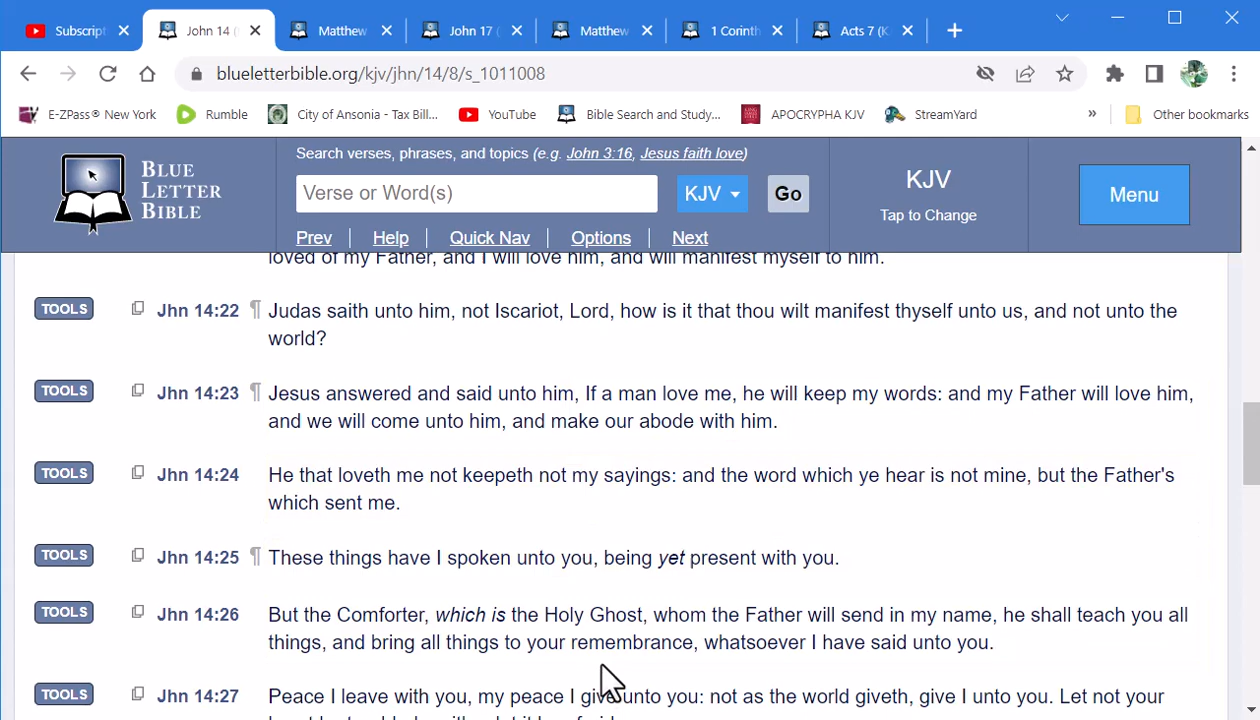 Subscript
John 14 (
Matthew
John 17 (
Matthew
1 Corinth
Acts 7 (K
blueletterbible.org/kjv/jhn/14/8/s_1011008
E-ZPass® New York
Rumble
City of Ansonia - Tax Bill...
YouTube
Bible Search and Study...
APOCRYPHA KJV
StreamYard
»
Other bookmarks
BLUE
LETTER
BIBLE
Search verses, phrases, and topics (e.g. John 3:16, Jesus faith love)
Verse or Word(s)
KJV
Go
Prev | Help | Quick Nav | Options | Next
KJV
Tap to Change
Menu
loved of my Father, and I will love him, and will manifest myself to him.
TOOLS Jhn 14:22 ¶ Judas saith unto him, not Iscariot, Lord, how is it that thou wilt manifest thyself unto us, and not unto the
world?
TOOLS Jhn 14:23 ¶ Jesus answered and said unto him, If a man love me, he will keep my words: and my Father will love him,
and we will come unto him, and make our abode with him.
TOOLS Jhn 14:24 He that loveth me not keepeth not my sayings: and the word which ye hear is not mine, but the Father's
which sent me.
TOOLS Jhn 14:25 ¶ These things have I spoken unto you, being yet present with you.
TOOLS Jhn 14:26 But the Comforter, which is the Holy Ghost, whom the Father will send in my name, he shall teach you all
things, and bring all things to your remembrance, whatsoever I have said unto you.
TOOLS Jhn 14:27 Peace I leave with you, my peace I give unto you: not as the world giveth, give I unto you. Let not your